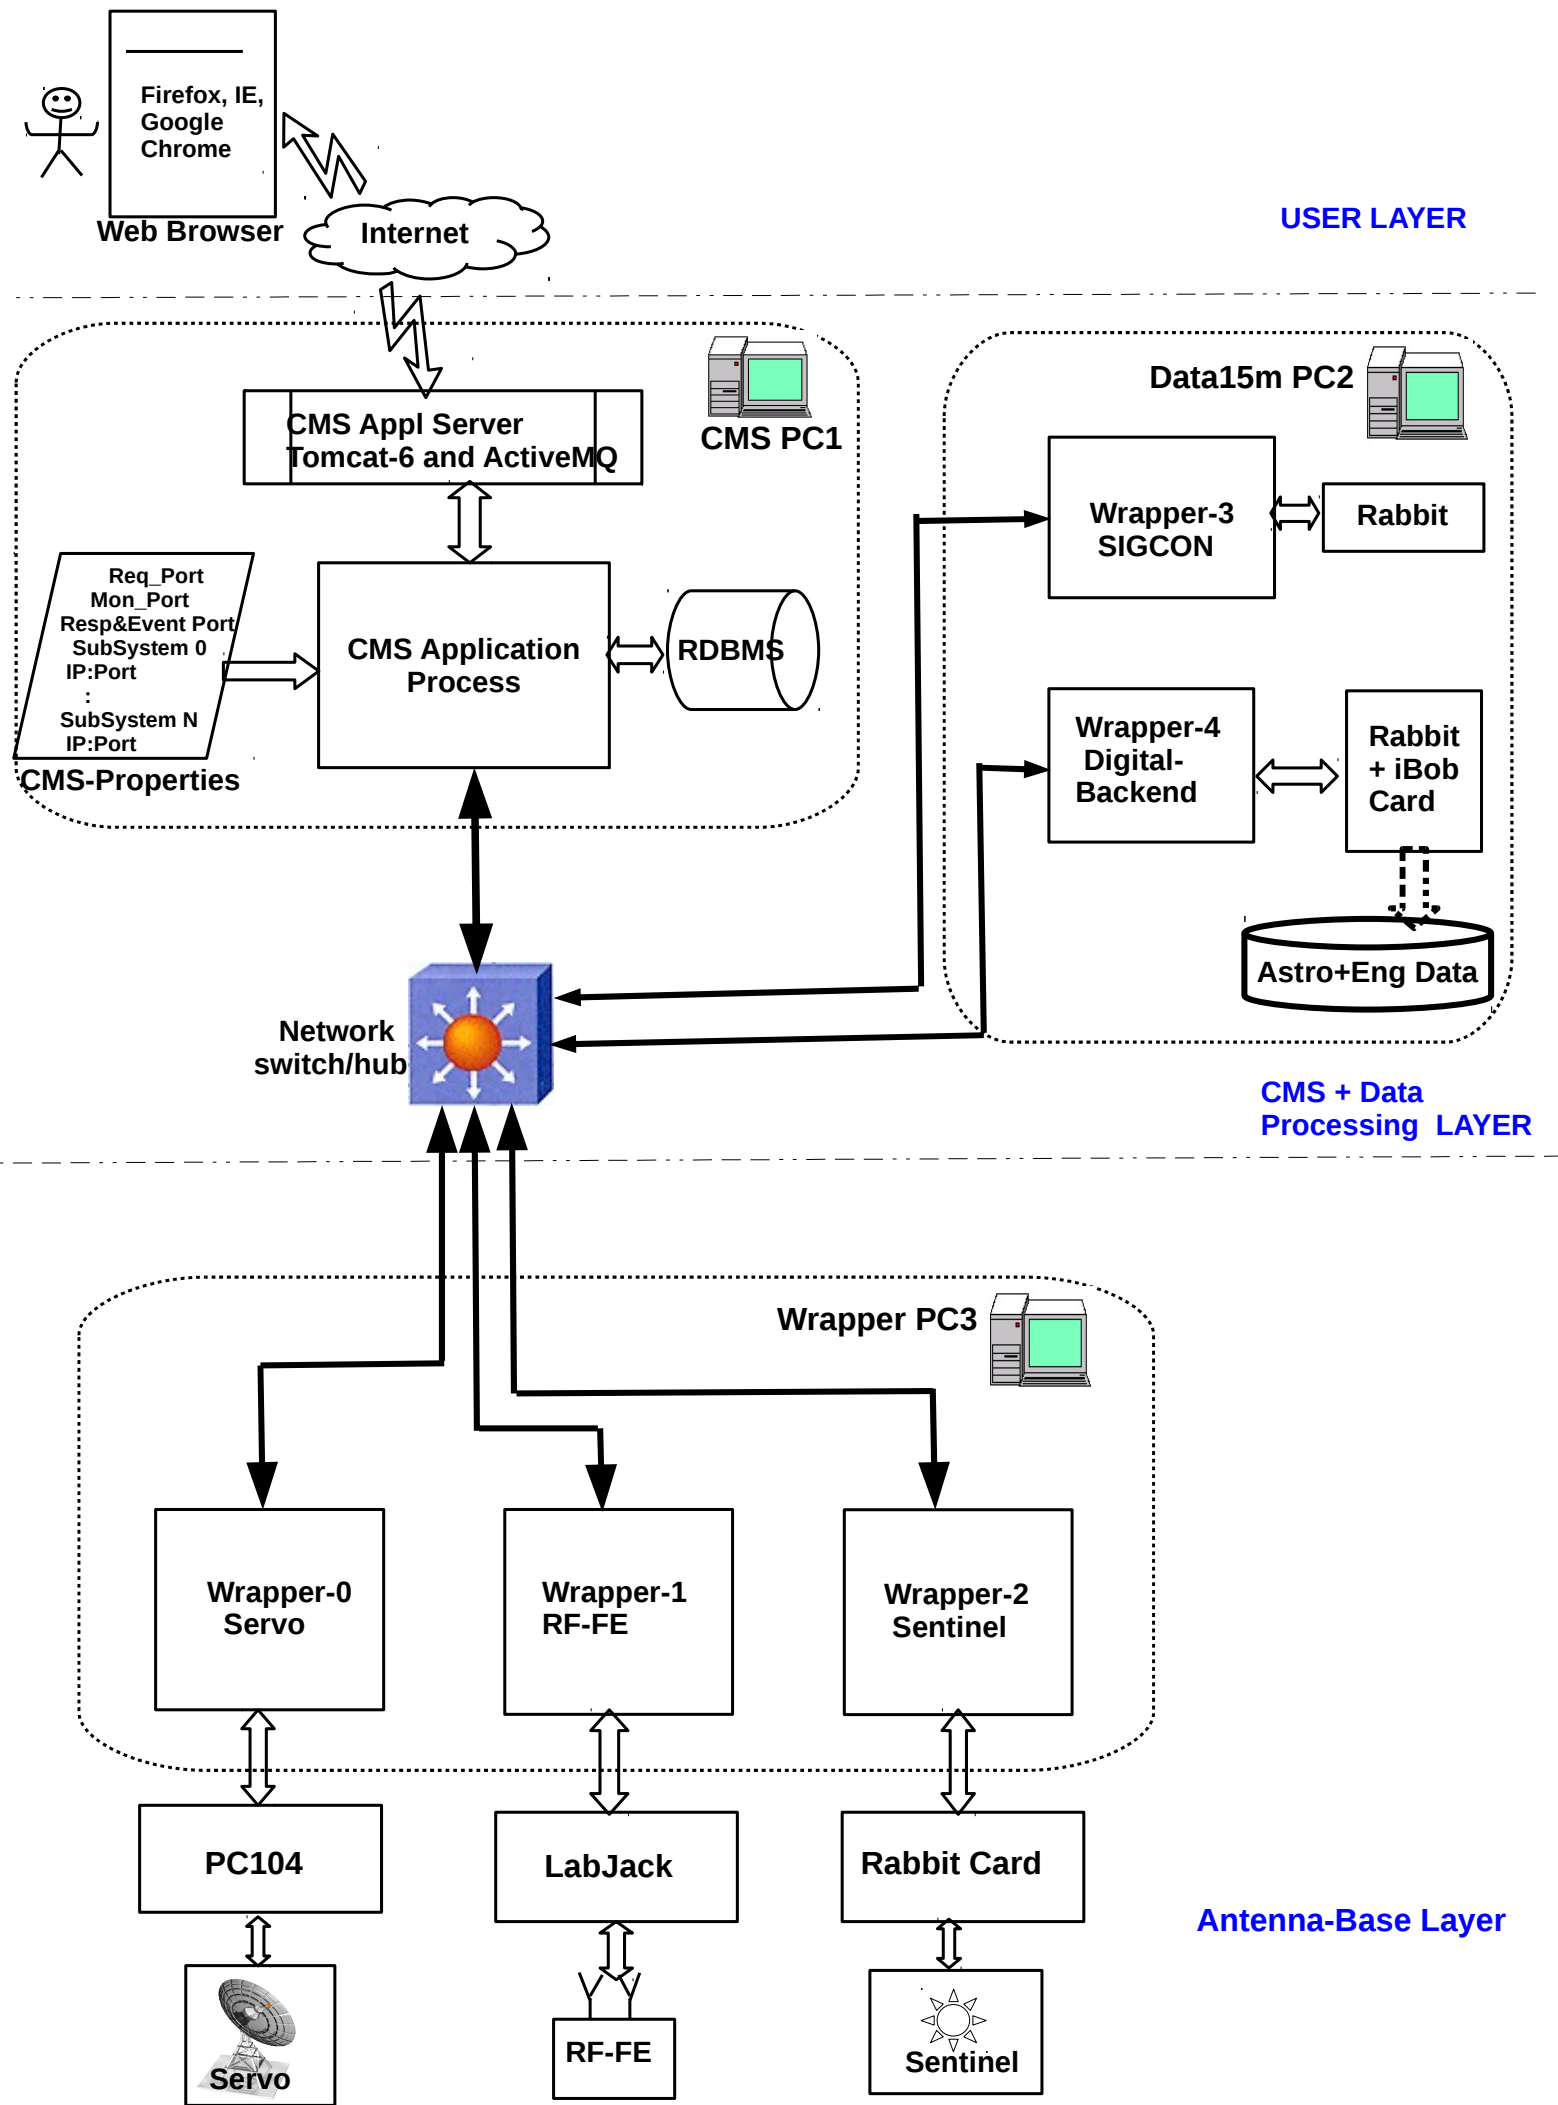 Firefox, IE,
Google
Chrome
Web Browser
Internet
USER LAYER
CMS Appl Server
Tomcat-6 and ActiveMQ
CMS PC1
Data15m PC2
Wrapper-3
SIGCON
Rabbit
Req_Port
Mon_Port
Resp&Event Port
SubSystem 0
IP:Port
:
SubSystem N
IP:Port
CMS-Properties
CMS Application
Process
RDBMS
Wrapper-4
Digital-
Backend
Rabbit
+ iBob
Card
Astro+Eng Data
Network
switch/hub
CMS + Data
Processing LAYER
Wrapper PC3
Wrapper-0
Servo
Wrapper-1
RF-FE
Wrapper-2
Sentinel
PC104
LabJack
Rabbit Card
Antenna-Base Layer
Servo
RF-FE
Sentinel